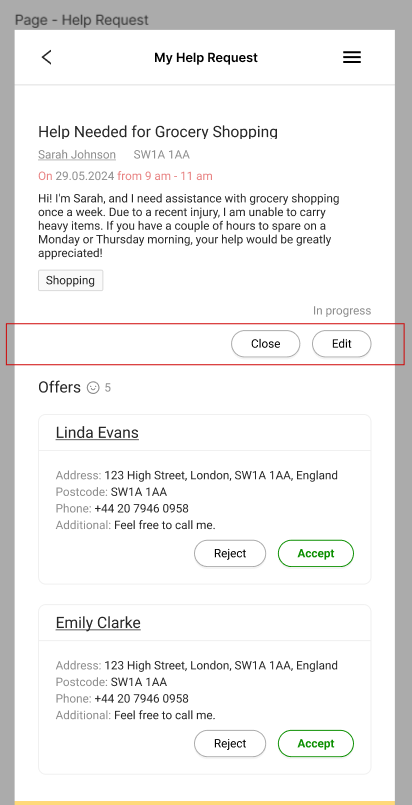 Page - Help Request
My Help Request
Help Needed for Grocery Shopping
Sarah Johnson SW1A 1AA
On 29.05.2024 from 9 am - 11 am
Hi! I'm Sarah, and I need assistance with grocery shopping
once a week. Due to a recent injury, I am unable to carry
heavy items. If you have a couple of hours to spare on a
Monday or Thursday morning, your help would be greatly
appreciated!
Shopping
In progress
Close Edit
Offers 5
Linda Evans
Address: 123 High Street, London, SW1A 1AA, England
Postcode: SW1A 1AA
Phone: +44 20 7946 0958
Additional: Feel free to call me.
Reject Accept
Emily Clarke
Address: 123 High Street, London, SW1A 1AA, England
Postcode: SW1A 1AA
Phone: +44 20 7946 0958
Additional: Feel free to call me.
Reject Accept